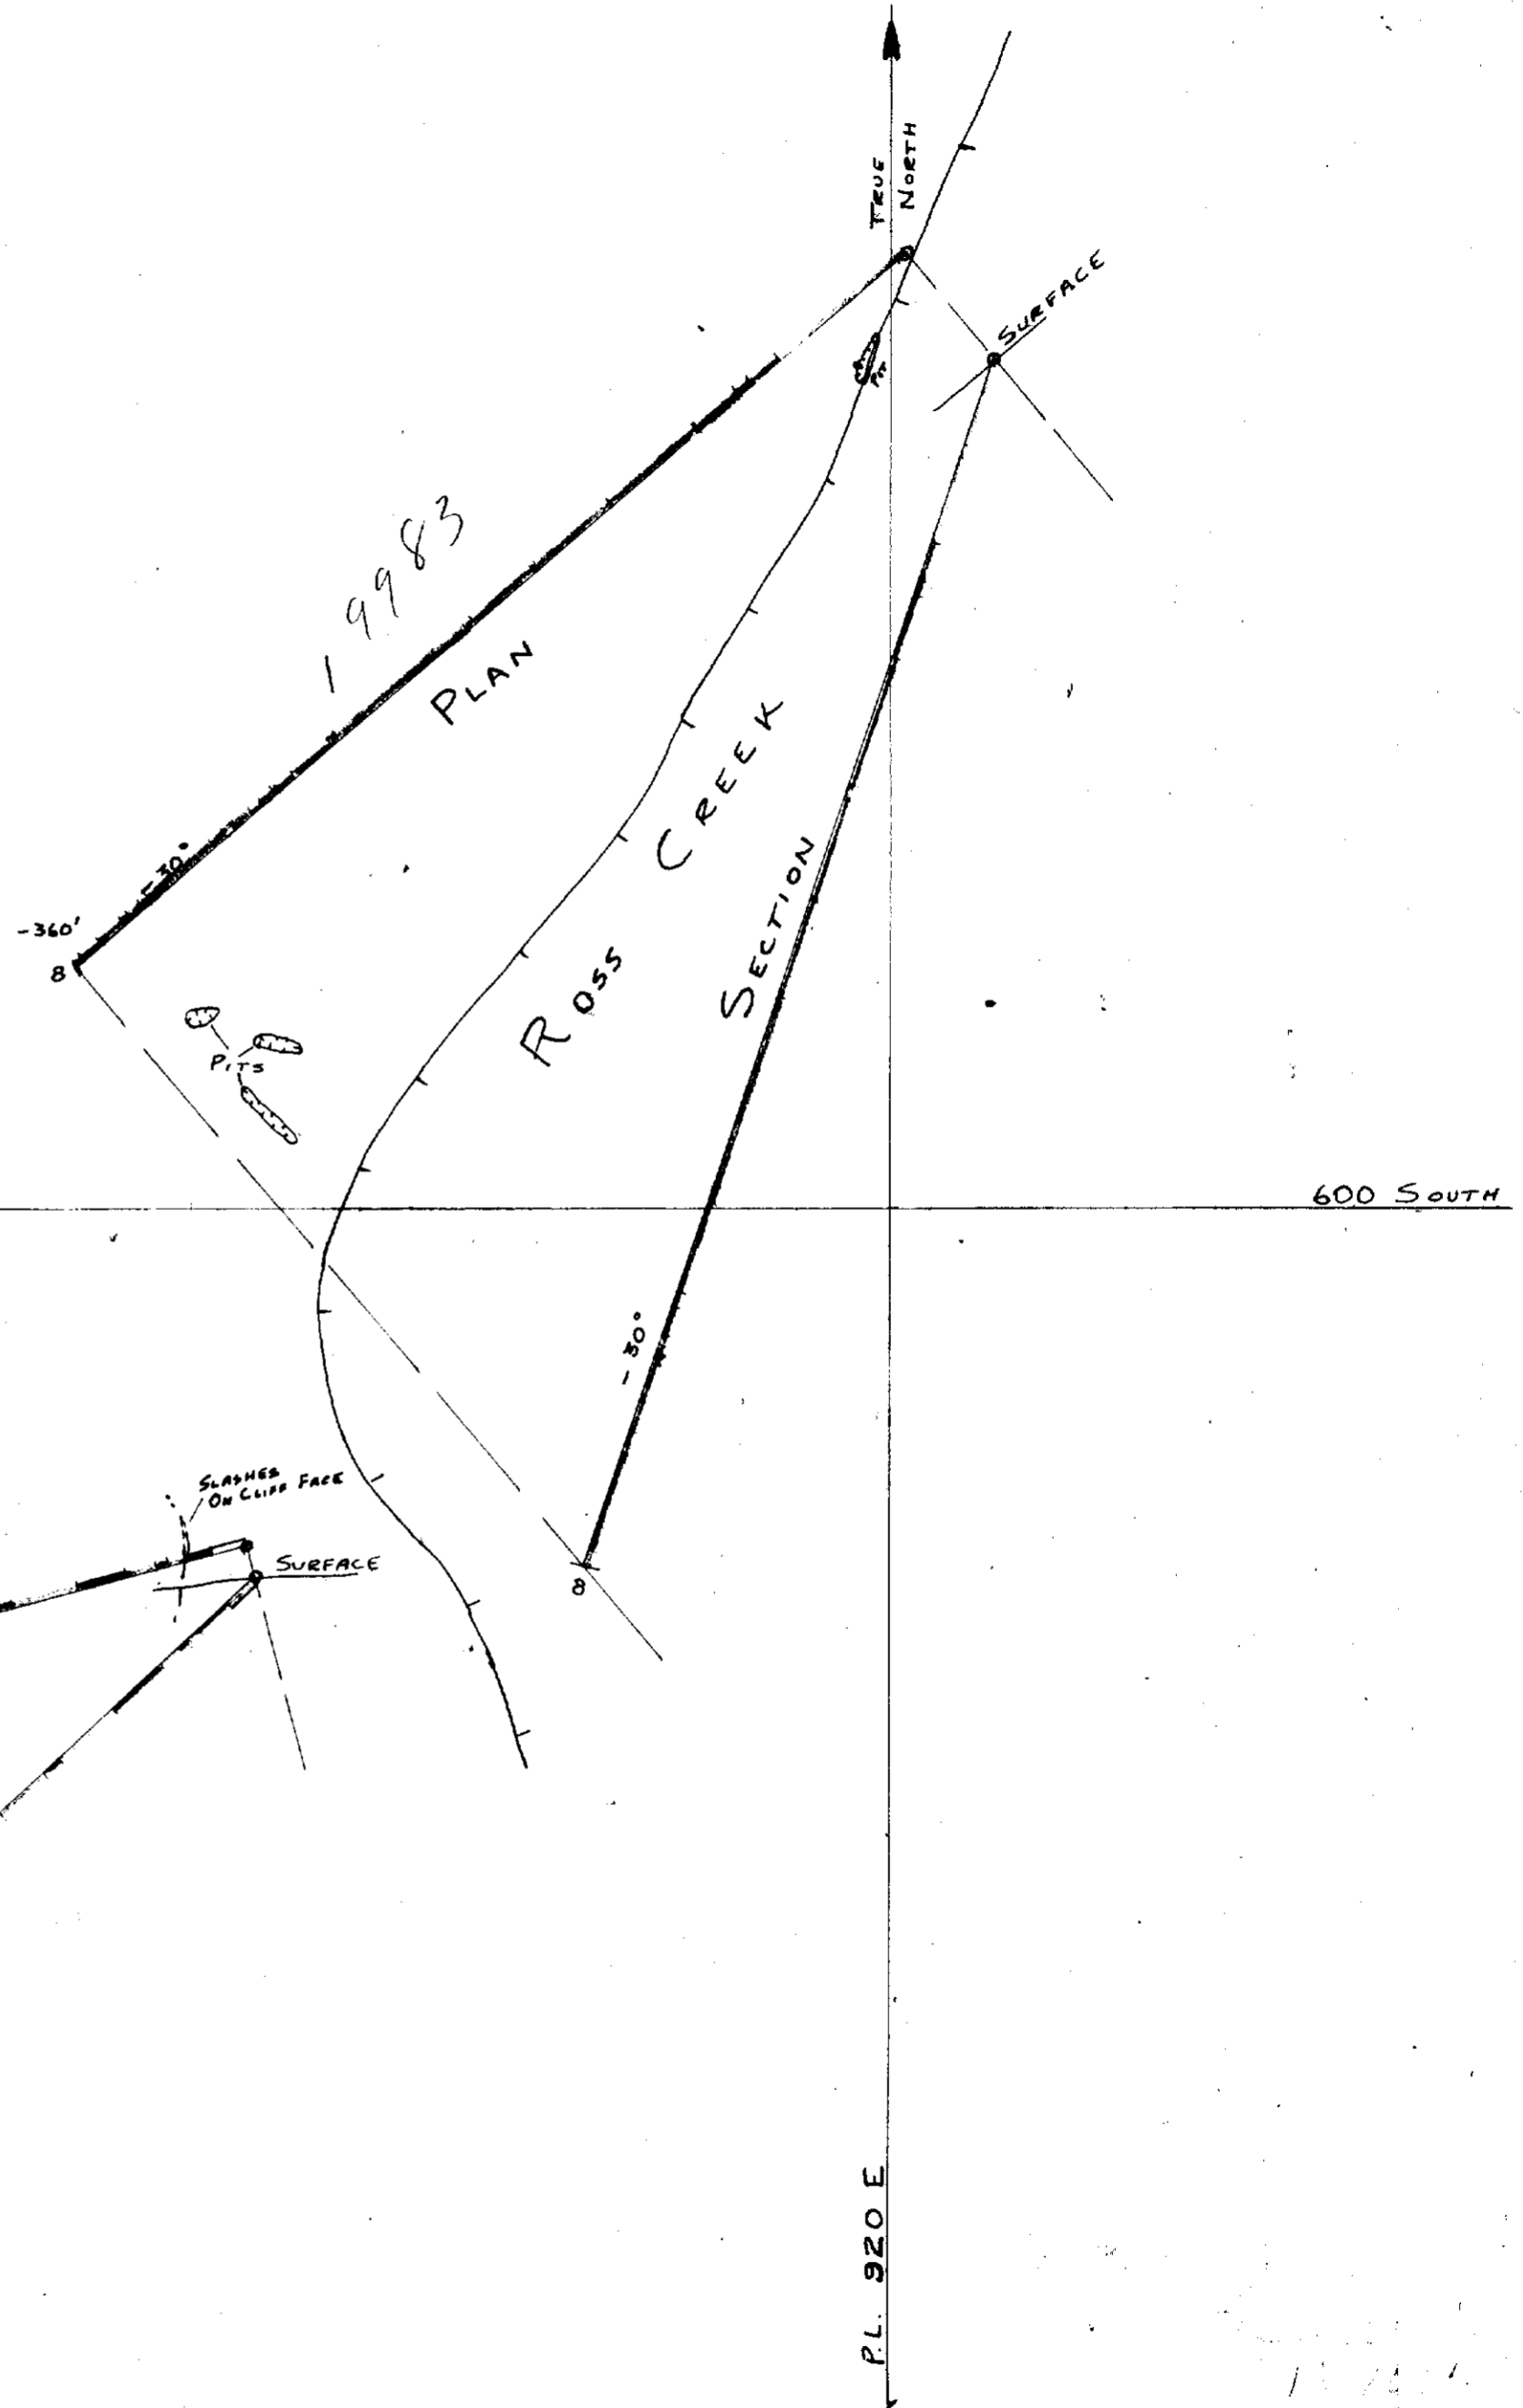 TRUE
NORTH
SURFACE
19983
PLAN
CREEK
ROSS
SECTION
-30°
-360'
8
PIT
PITS
600 SOUTH
-30°
SLASHES
ON CLIFF FACE
SURFACE
8
P.L. 920 E